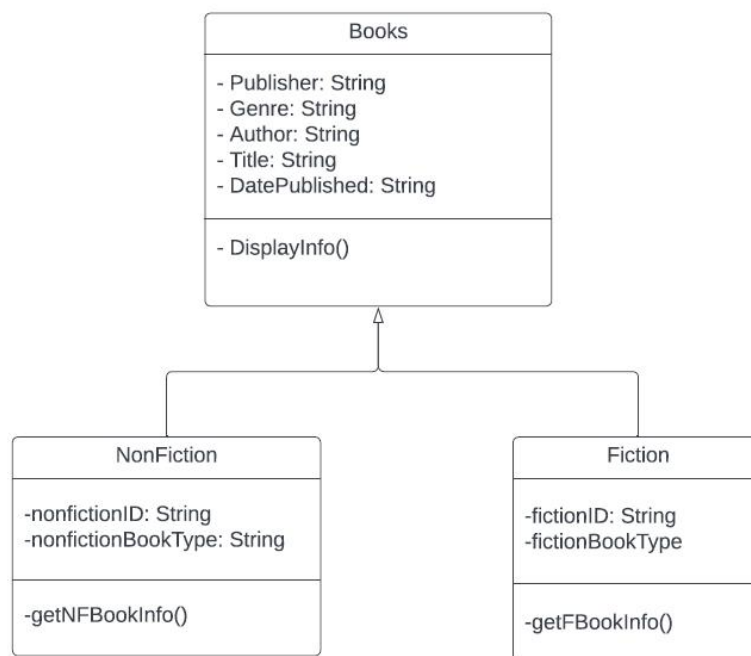 Books
- Publisher: String
- Genre: String
- Author: String
- Title: String
- DatePublished: String
- DisplayInfo()
NonFiction
-nonfictionID: String
-nonfictionBookType: String
-getNFBookInfo()
Fiction
-fictionID: String
-fictionBookType
-getFBookInfo()